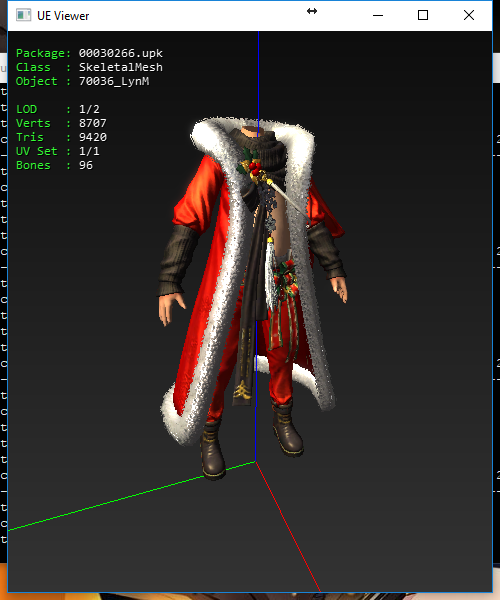 UE Viewer
Package: 00030266.upk
Class : SkeletalMesh
Object : 70036_LynM
LOD : 1/2
Verts : 8707
Tris : 9420
UV Set : 1/1
Bones : 96